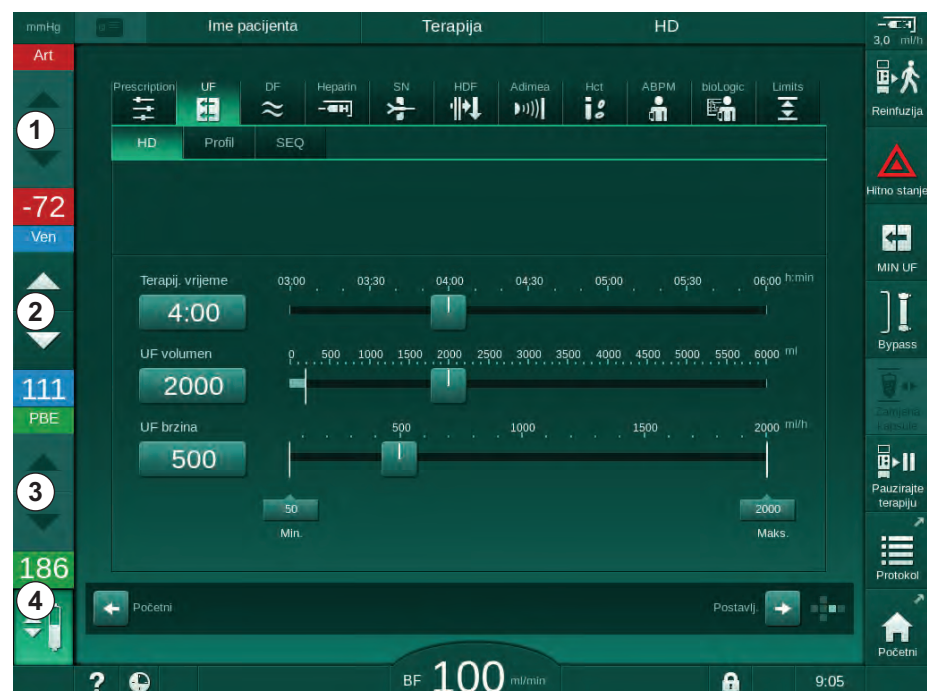 mmHg
Ime pacijenta
Terapija
HD
3,0 ml/h
Art
1
-72
Ven
2
111
PBE
3
186
4
Prescription
UF
DF
Heparin
SN
HDF
Adimea
Hct
ABPM
bioLogic
Limits
HD
Profil
SEQ
Terapij. vrijeme
4:00
03:00 03:30 04:00 04:30 05:00 05:30 06:00 h:min
UF volumen
2000
0 500 1000 1500 2000 2500 3000 3500 4000 4500 5000 5500 6000 ml
UF brzina
500
500 1000 1500 2000 ml/h
50
Min.
2000
Maks.
Početni
Postavlj.
Reinfuzija
Hitno stanje
MIN UF
Bypass
Zamjena
Pauzirajte
terapiju
Protokol
Početni
?
BF 100 ml/min
9:05